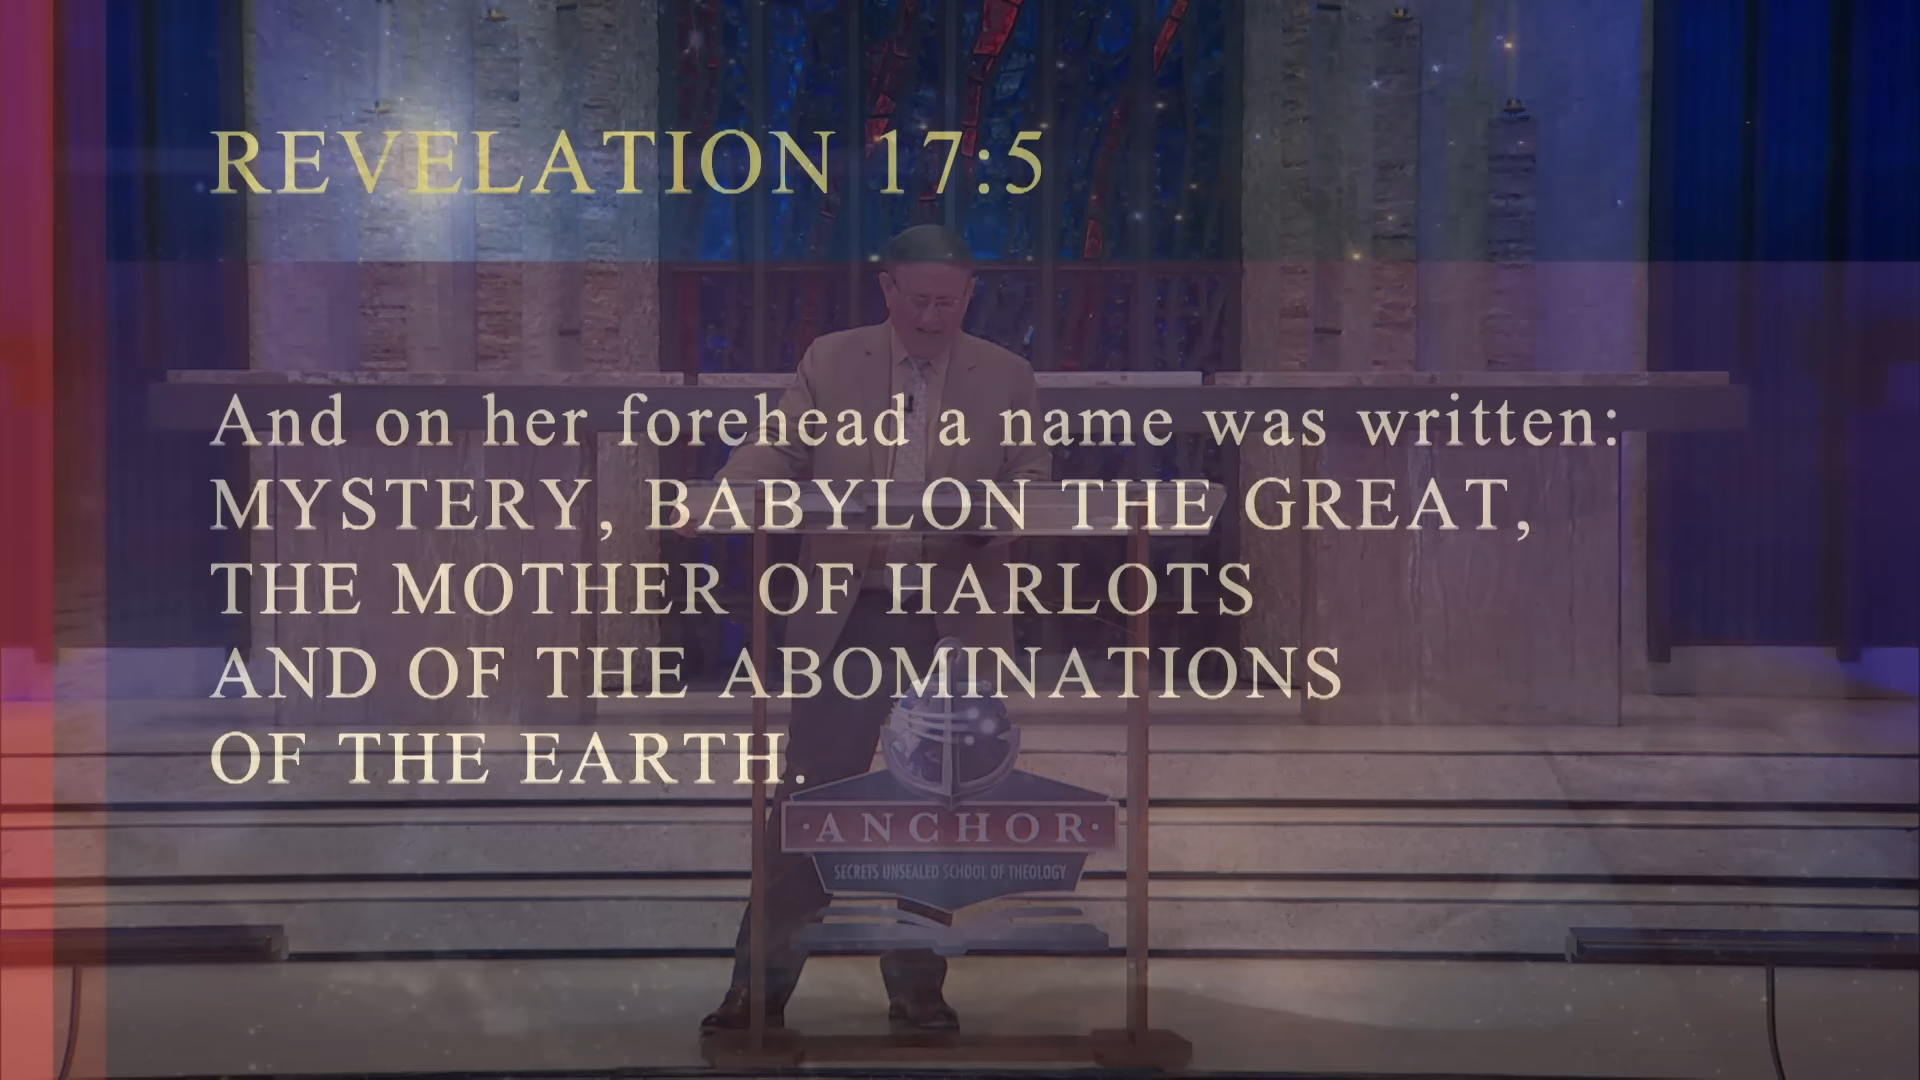 REVELATION 17:5
And on her forehead a name was written:
MYSTERY, BABYLON THE GREAT,
THE MOTHER OF HARLOTS
AND OF THE ABOMINATIONS
OF THE EARTH.
·ANCHOR·
SECRETS UNSEALED SCHOOL OF THEOLOGY